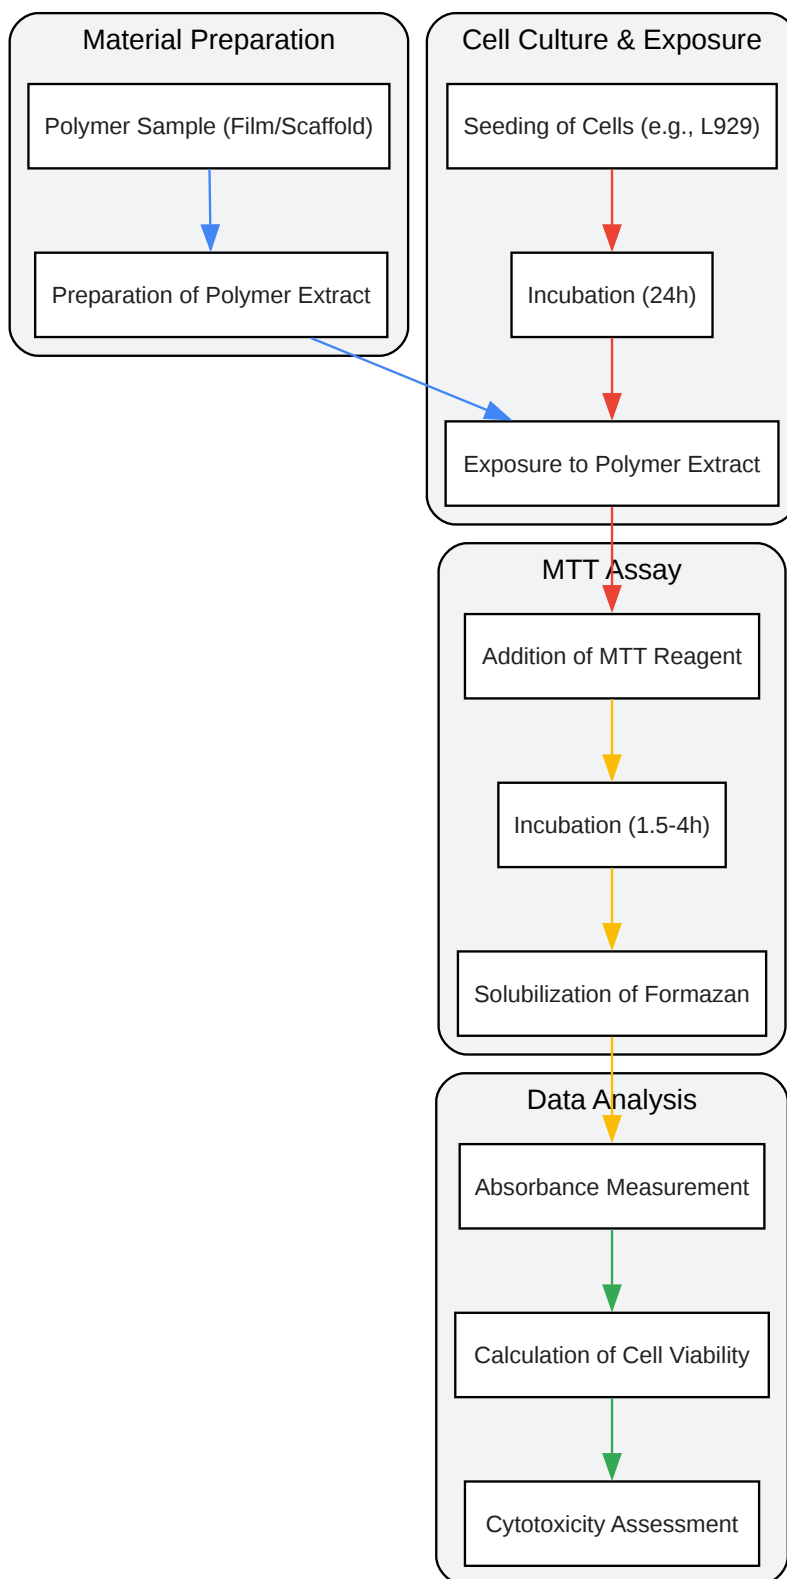 Material Preparation
Polymer Sample (Film/Scaffold)
Preparation of Polymer Extract
Cell Culture & Exposure
Seeding of Cells (e.g., L929)
Incubation (24h)
Exposure to Polymer Extract
MTT Assay
Addition of MTT Reagent
Incubation (1.5-4h)
Solubilization of Formazan
Data Analysis
Absorbance Measurement
Calculation of Cell Viability
Cytotoxicity Assessment